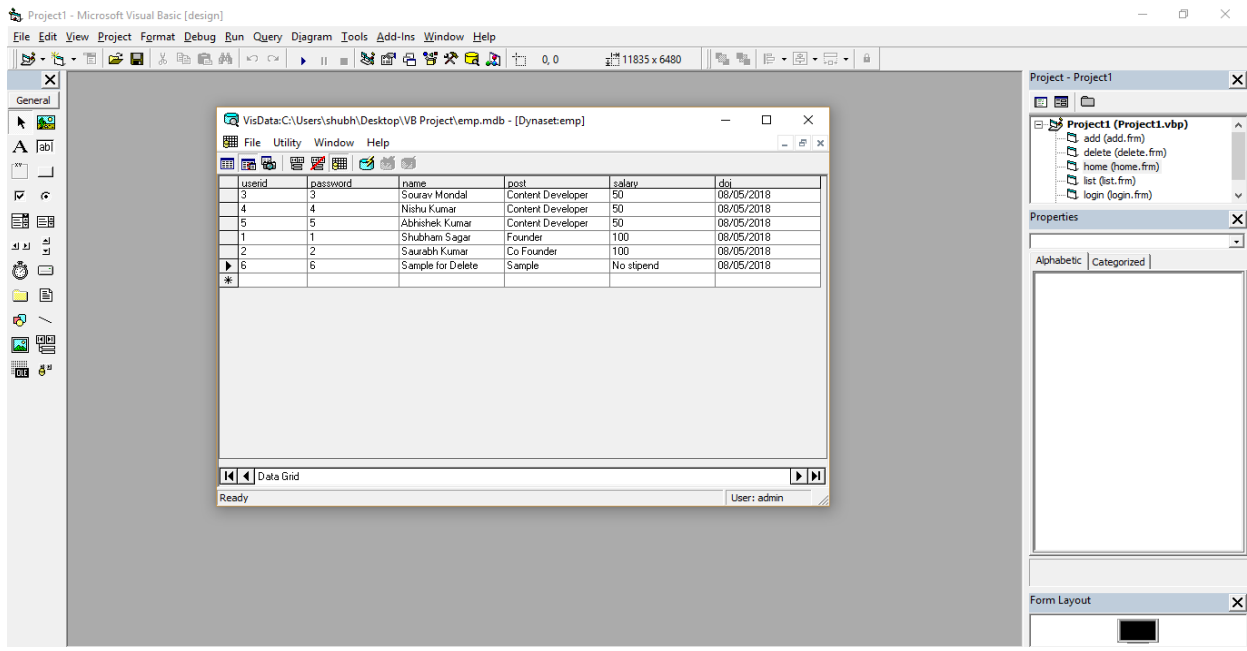 Project1 - Microsoft Visual Basic [design]
File Edit View Project Format Debug Run Query Diagram Tools Add-Ins Window Help
0, 0 11835 x 6480
General
A ab|
xv
OLE
VisData:C:\Users\shubh\Desktop\VB Project\emp.mdb - [Dynaset:emp]
File Utility Window Help
userid password name post salary doj
3 3 Sourav Mondal Content Developer 50 08/05/2018
4 4 Nishu Kumar Content Developer 50 08/05/2018
5 5 Abhishek Kumar Content Developer 50 08/05/2018
1 1 Shubham Sagar Founder 100 08/05/2018
2 2 Saurabh Kumar Co Founder 100 08/05/2018
6 6 Sample for Delete Sample No stipend 08/05/2018
Data Grid
Ready User: admin
Project - Project1
Project1 (Project1.vbp)
add (add.frm)
delete (delete.frm)
home (home.frm)
list (list.frm)
login (login.frm)
Properties
Alphabetic Categorized
Form Layout